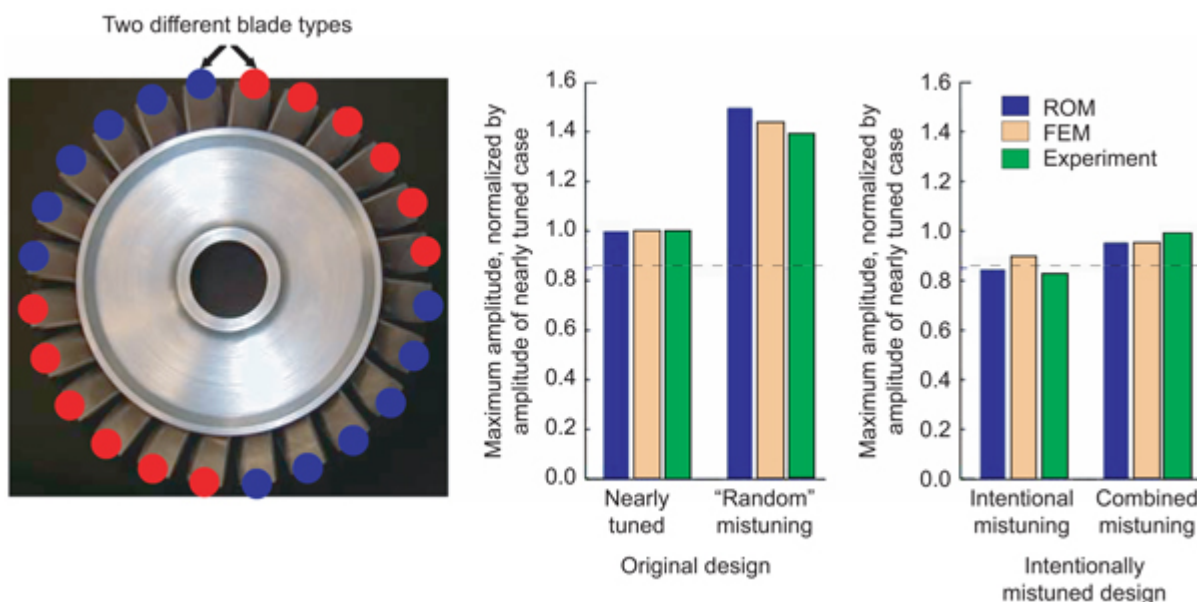 Two different blade types
Maximum amplitude, normalized by
amplitude of nearly tuned case
1.6
1.4
1.2
1.0
0.8
0.6
0.4
0.2
0.0
Nearly
tuned
“Random”
mistuning
Original design
Maximum amplitude, normalized by
amplitude of nearly tuned case
1.6
1.4
1.6
1.0
0.8
0.6
0.4
0.2
0.0
ROM
FEM
Experiment
Intentional
mistuning
Combined
mistuning
Intentionally
mistuned design